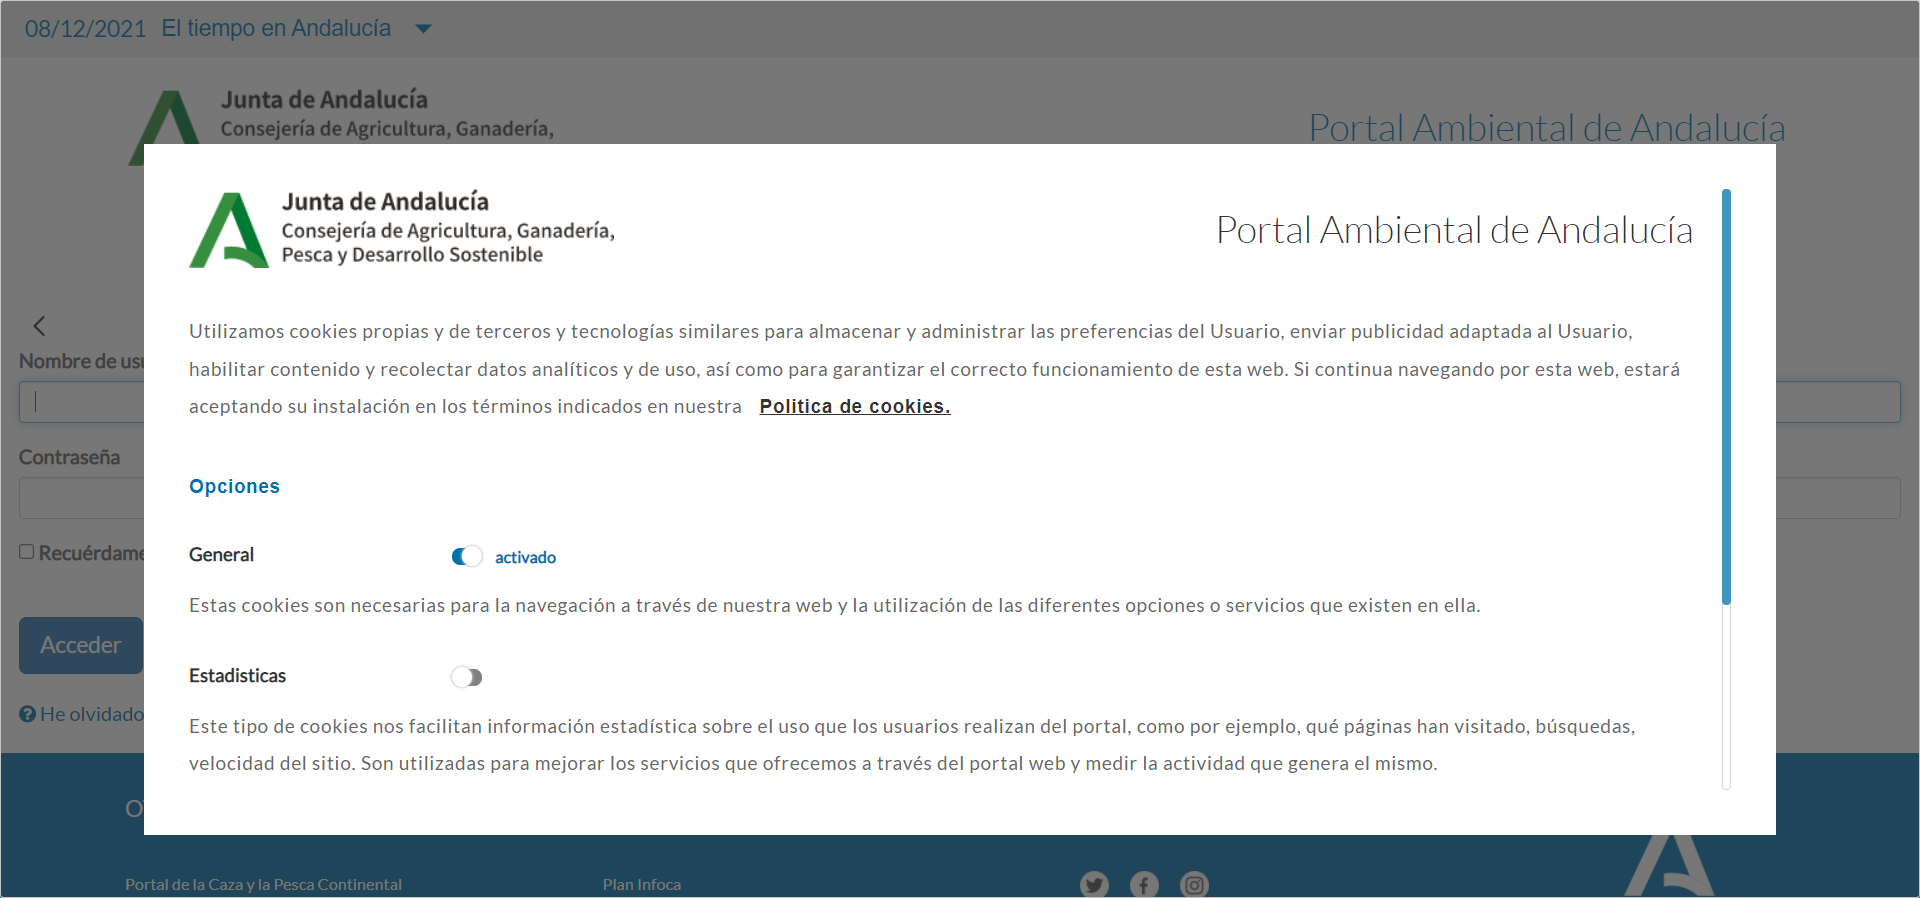 08/12/2021 El tiempo en Andalucía
Junta de Andalucía
Consejería de Agricultura, Ganadería,
Portal Ambiental de Andalucía
Junta de Andalucía
Consejería de Agricultura, Ganadería,
Pesca y Desarrollo Sostenible
Portal Ambiental de Andalucía
Utilizamos cookies propias y de terceros y tecnologías similares para almacenar y administrar las preferencias del Usuario, enviar publicidad adaptada al Usuario,
habilitar contenido y recolectar datos analíticos y de uso, así como para garantizar el correcto funcionamiento de esta web. Si continua navegando por esta web, estará
aceptando su instalación en los términos indicados en nuestra Politica de cookies.
Opciones
General activado
Estas cookies son necesarias para la navegación a través de nuestra web y la utilización de las diferentes opciones o servicios que existen en ella.
Estadisticas
Este tipo de cookies nos facilitan información estadística sobre el uso que los usuarios realizan del portal, como por ejemplo, qué páginas han visitado, búsquedas,
velocidad del sitio. Son utilizadas para mejorar los servicios que ofrecemos a través del portal web y medir la actividad que genera el mismo.
Nombre de
Contraseña
Recuérdame
Acceder
He olvidado
Portal de la Caza y la Pesca Continental
Plan Infoca